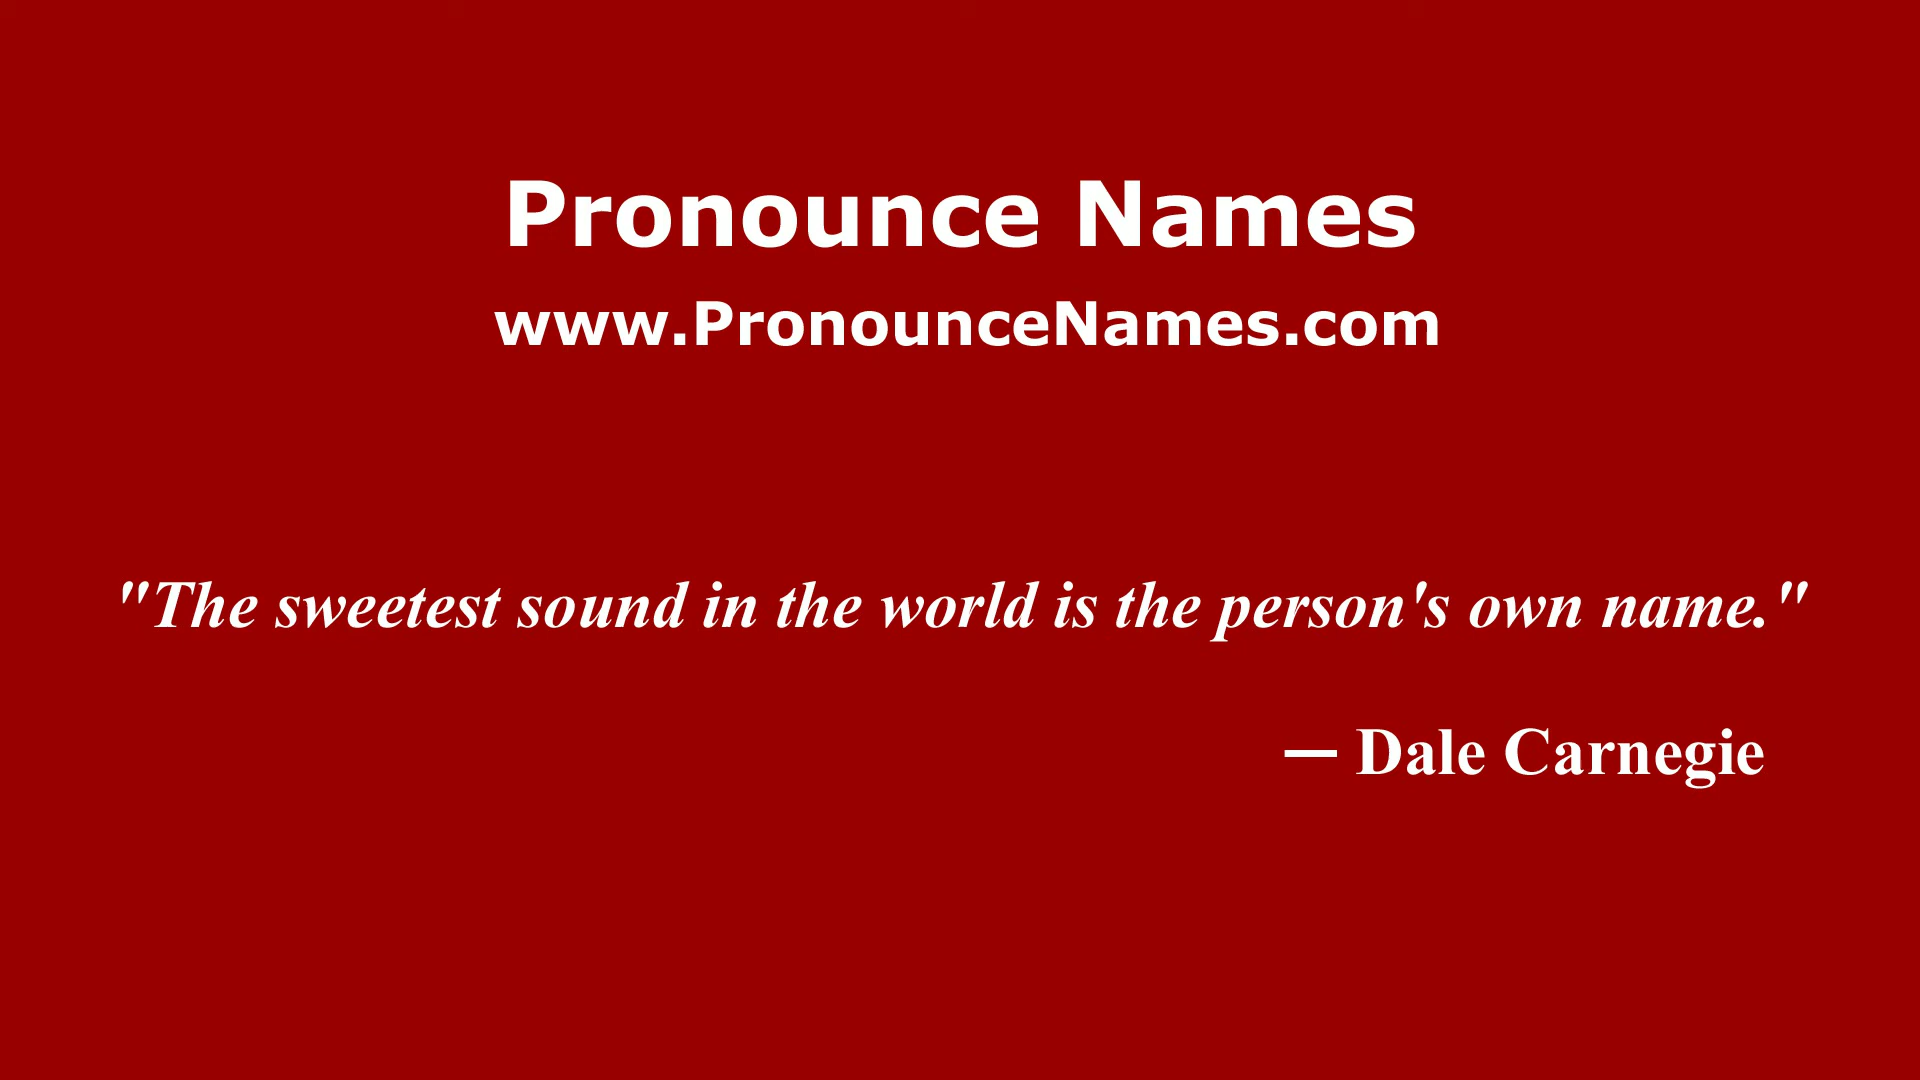 Pronounce Names
www.PronounceNames.com
"The sweetest sound in the world is the person's own name."
— Dale Carnegie